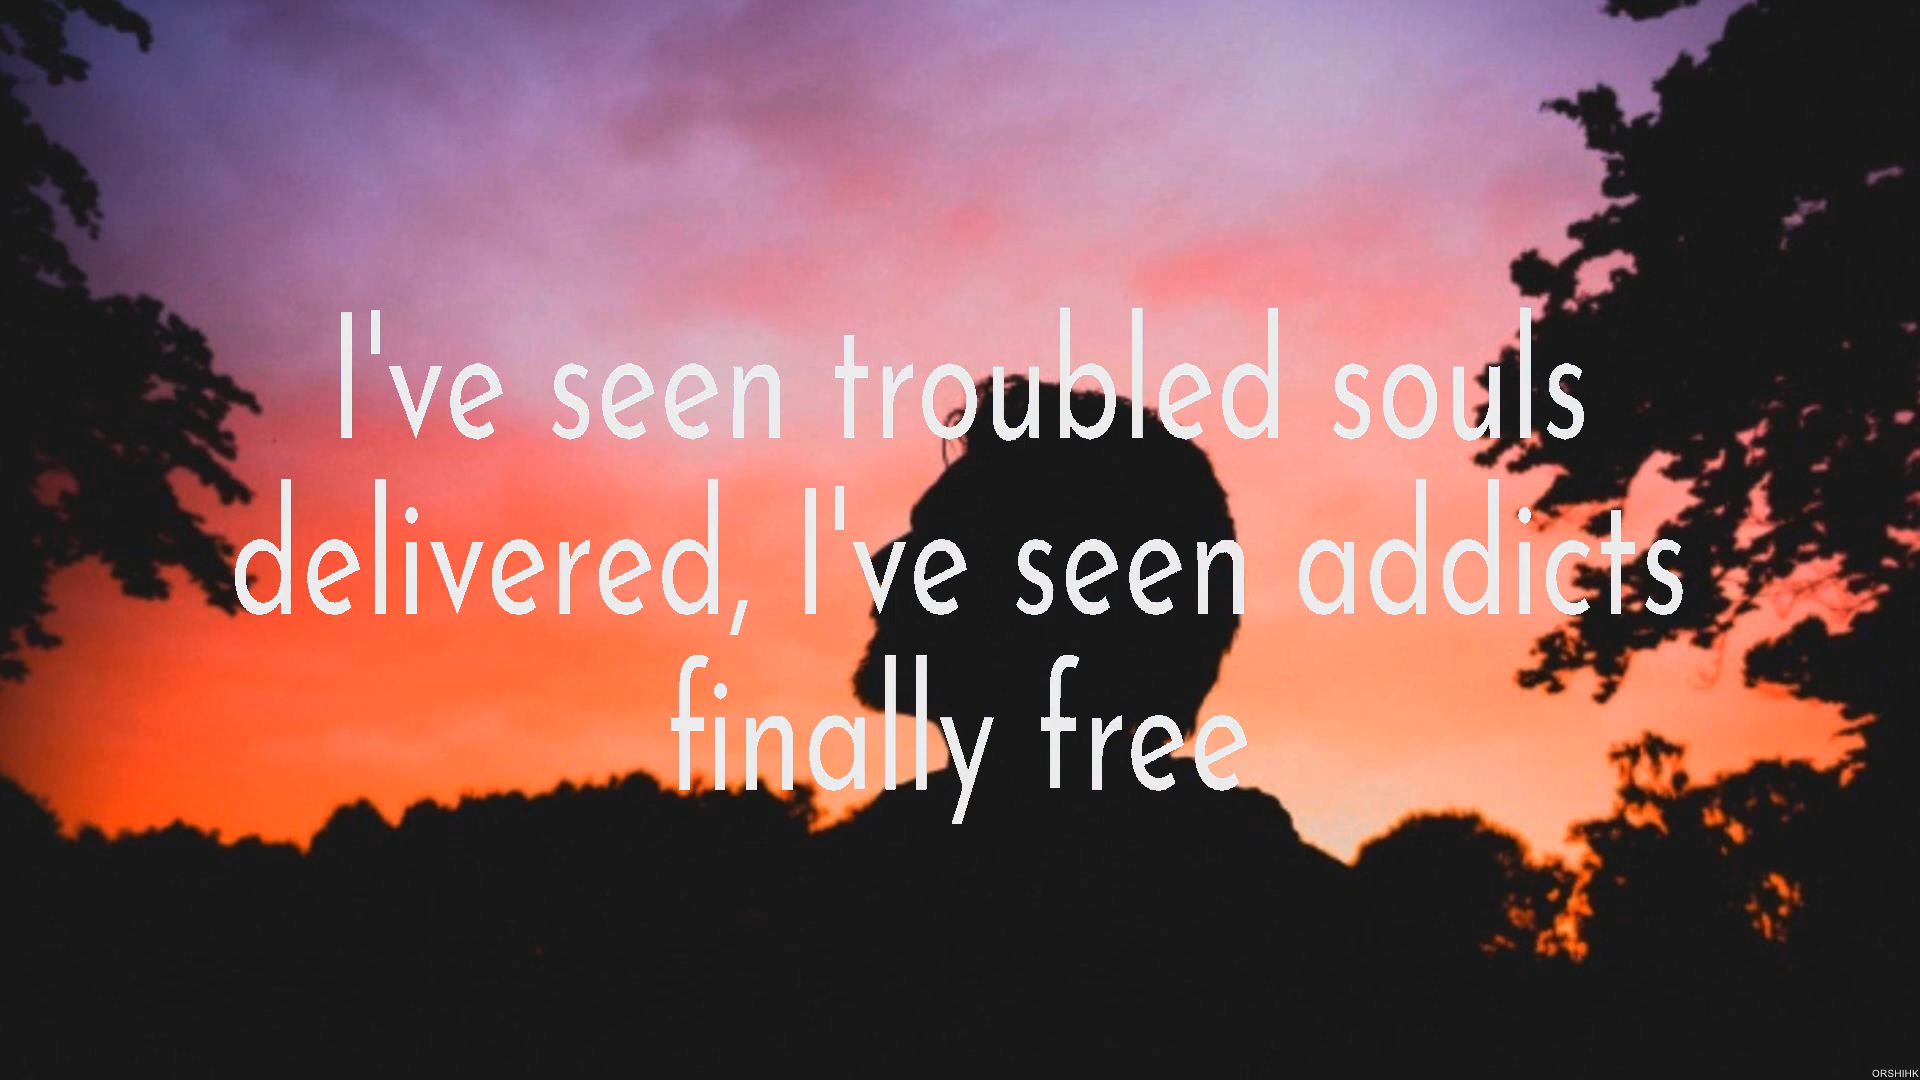 I've seen troubled souls
delivered, I've seen addicts
finally free
ORSHIHK